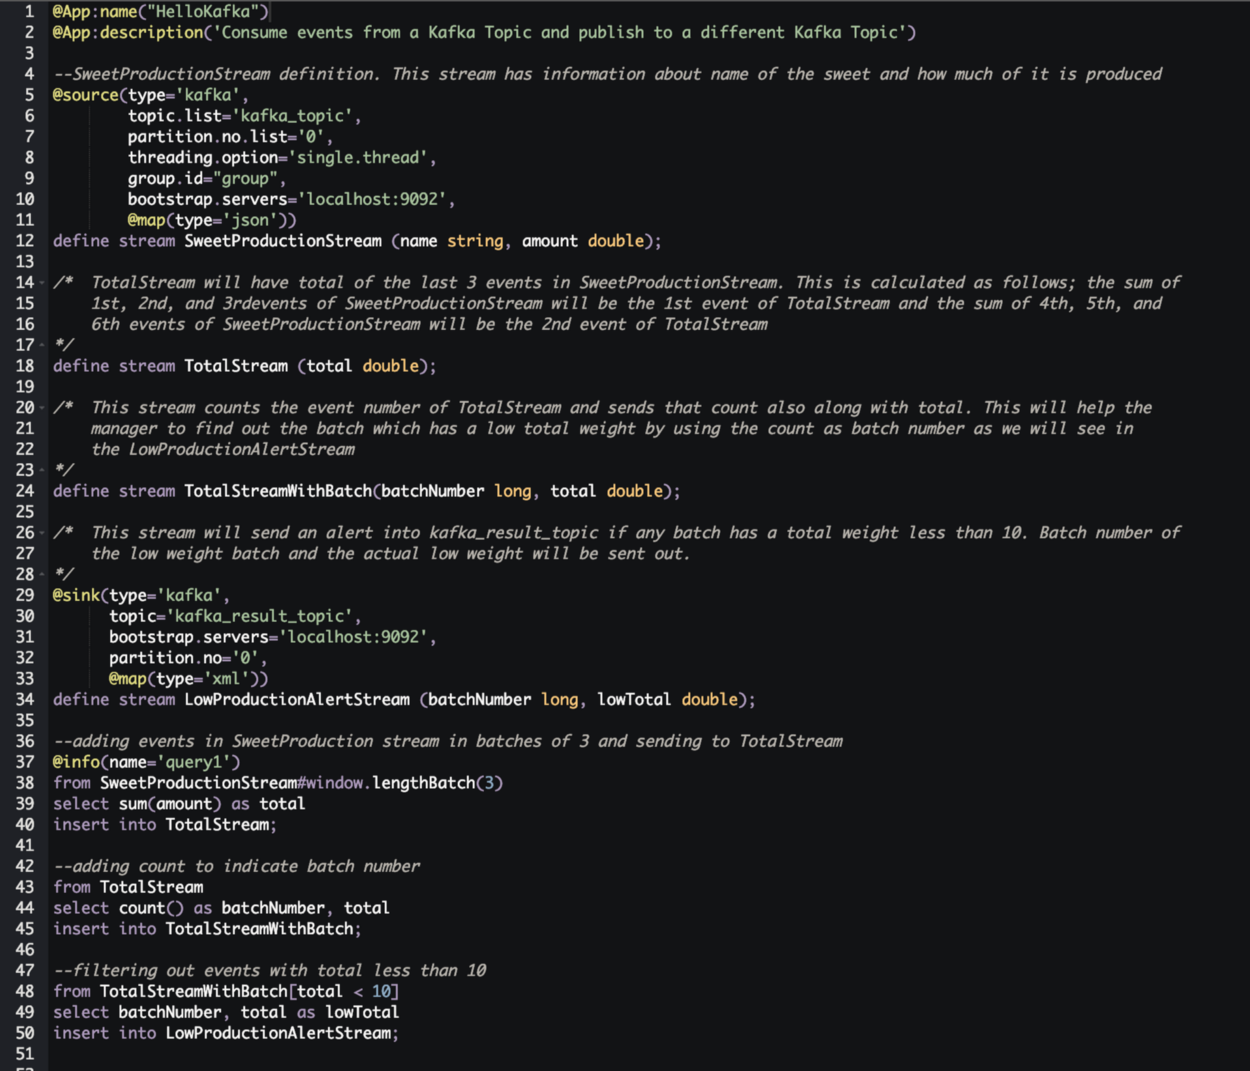 1 @App:name("HelloKafka")
2 @App:description('Consume events from a Kafka Topic and publish to a different Kafka Topic')
3
4 --SweetProductionStream definition. This stream has information about name of the sweet and how much of it is produced
5 @source(type='kafka',
6 topic.list='kafka_topic',
7 partition.no.list='0',
8 threading.option='single.thread',
9 group.id="group",
10 bootstrap.servers='localhost:9092',
11 @map(type='json'))
12 define stream SweetProductionStream (name string, amount double);
13
14 /* TotalStream will have total of the last 3 events in SweetProductionStream. This is calculated as follows; the sum of
15 1st, 2nd, and 3rdevents of SweetProductionStream will be the 1st event of TotalStream and the sum of 4th, 5th, and
16 6th events of SweetProductionStream will be the 2nd event of TotalStream
17 */
18 define stream TotalStream (total double);
19
20 /* This stream counts the event number of TotalStream and sends that count also along with total. This will help the
21 manager to find out the batch which has a low total weight by using the count as batch number as we will see in
22 the LowProductionAlertStream
23 */
24 define stream TotalStreamWithBatch(batchNumber long, total double);
25
26 /* This stream will send an alert into kafka_result_topic if any batch has a total weight less than 10. Batch number of
27 the low weight batch and the actual low weight will be sent out.
28 */
29 @sink(type='kafka',
30 topic='kafka_result_topic',
31 bootstrap.servers='localhost:9092',
32 partition.no='0',
33 @map(type='xml'))
34 define stream LowProductionAlertStream (batchNumber long, lowTotal double);
35
36 --adding events in SweetProduction stream in batches of 3 and sending to TotalStream
37 @info(name='query1')
38 from SweetProductionStream#window.lengthBatch(3)
39 select sum(amount) as total
40 insert into TotalStream;
41
42 --adding count to indicate batch number
43 from TotalStream
44 select count() as batchNumber, total
45 insert into TotalStreamWithBatch;
46
47 --filtering out events with total less than 10
48 from TotalStreamWithBatch[total < 10]
49 select batchNumber, total as lowTotal
50 insert into LowProductionAlertStream;
51